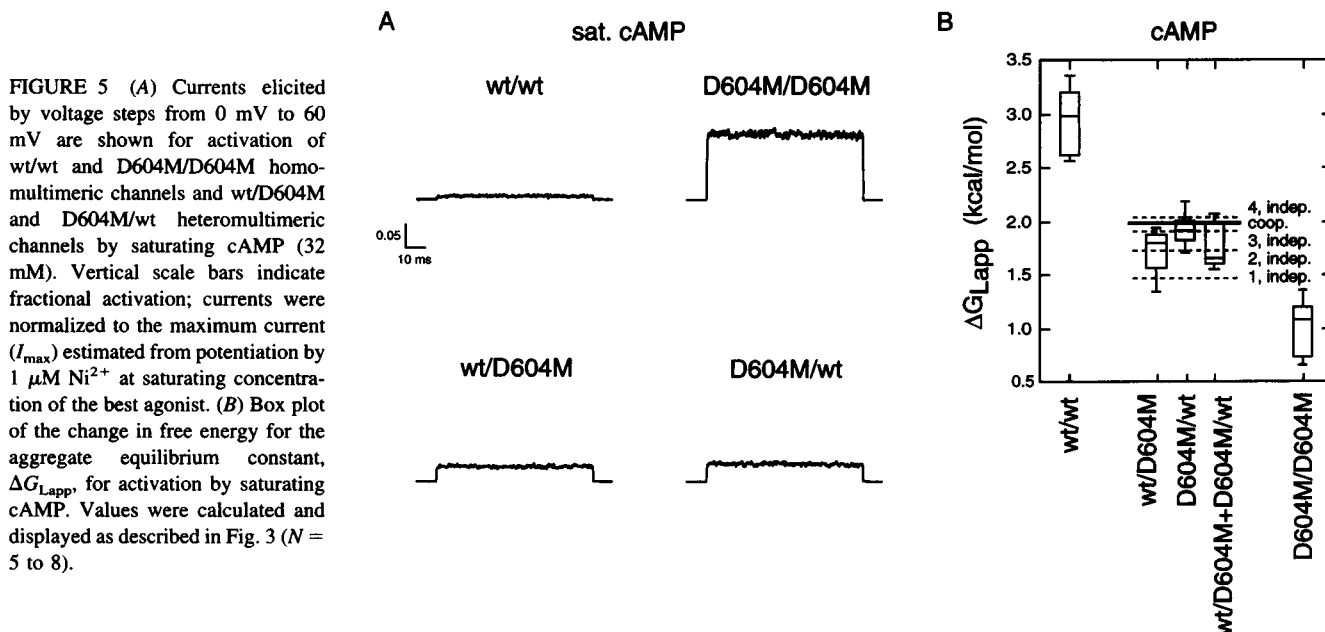 FIGURE 5 (A) Currents elicited
by voltage steps from 0 mV to 60
mV are shown for activation of
wt/wt and D604M/D604M homo-
multimeric channels and wt/D604M
and D604M/wt heteromultimeric
channels by saturating cAMP (32
mM). Vertical scale bars indicate
fractional activation; currents were
normalized to the maximum current
(Imax) estimated from potentiation by
1 μM Ni2+ at saturating concentra-
tion of the best agonist. (B) Box plot
of the change in free energy for the
aggregate equilibrium constant,
ΔGLapp, for activation by saturating
cAMP. Values were calculated and
displayed as described in Fig. 3 (N =
5 to 8).
A
sat. cAMP
wt/wt
D604M/D604M
0.05
10 ms
wt/D604M
D604M/wt
B
cAMP
ΔGLapp (kcal/mol)
3.5
3.0
2.5
2.0
1.5
1.0
0.5
4, indep.
coop.
3, indep.
2, indep.
1, indep.
wt/wt
wt/D604M
D604M/wt
wt/D604M+D604M/wt
D604M/D604M